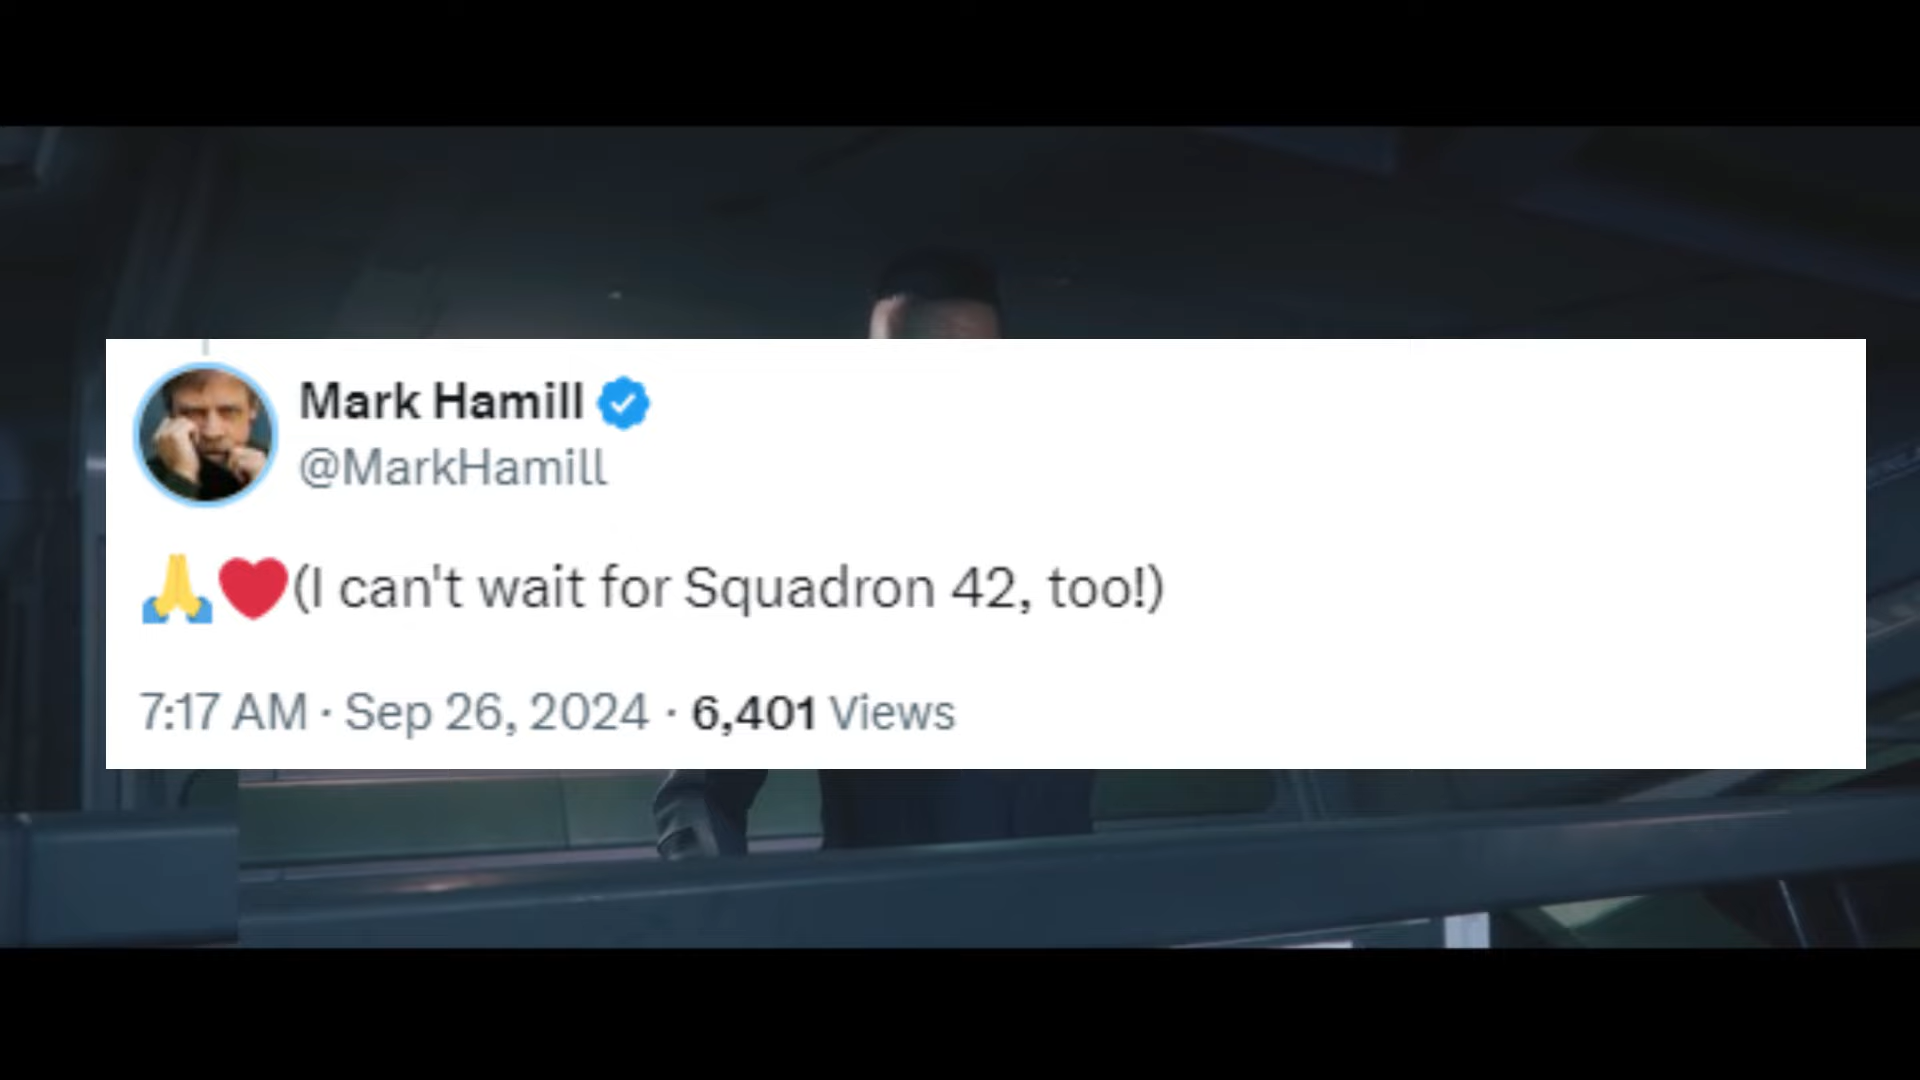 Mark Hamill
@MarkHamill
🙏❤️(I can't wait for Squadron 42, too!)
7:17 AM · Sep 26, 2024 · 6,401 Views